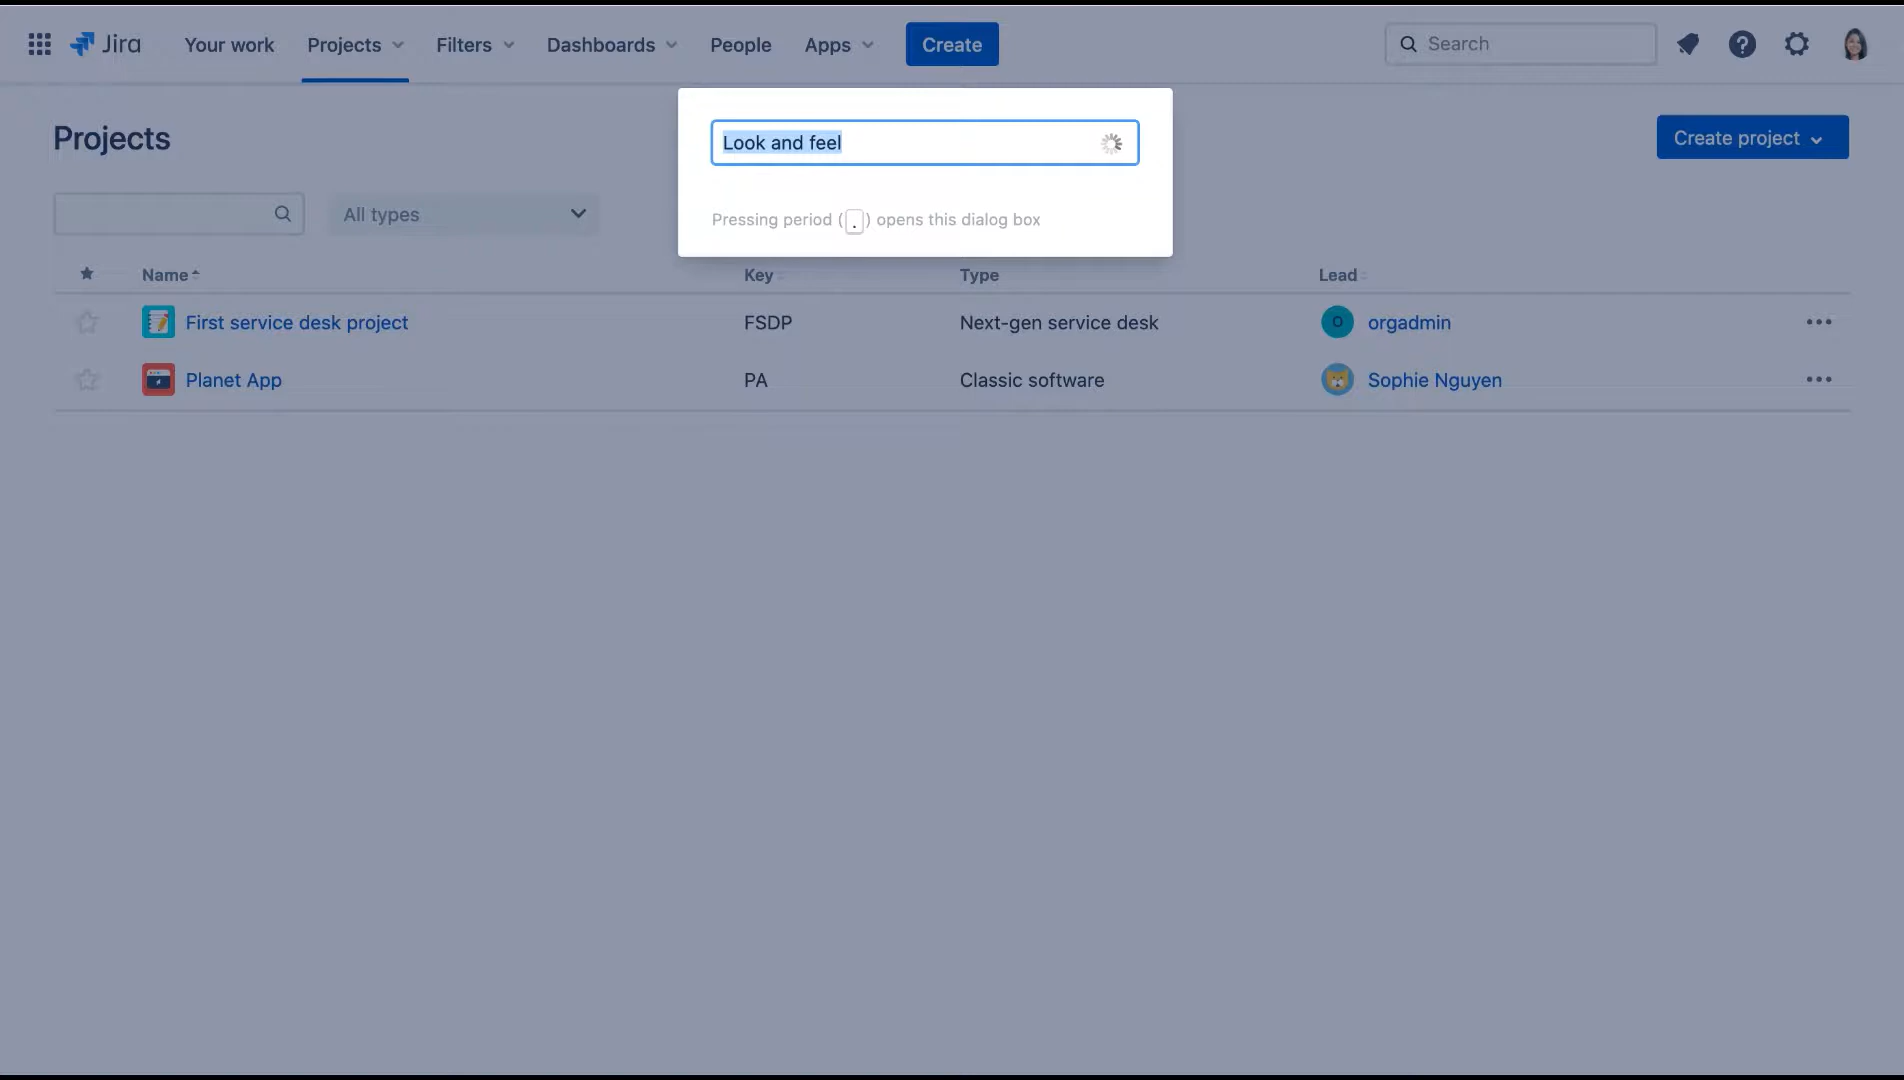 Jira Your work Projects Filters Dashboards People Apps Create Search ?
Projects
Look and feel
Create project
All types
Pressing period ( . ) opens this dialog box
Name Key Type Lead
First service desk project FSDP Next-gen service desk O orgadmin
Planet App PA Classic software Sophie Nguyen